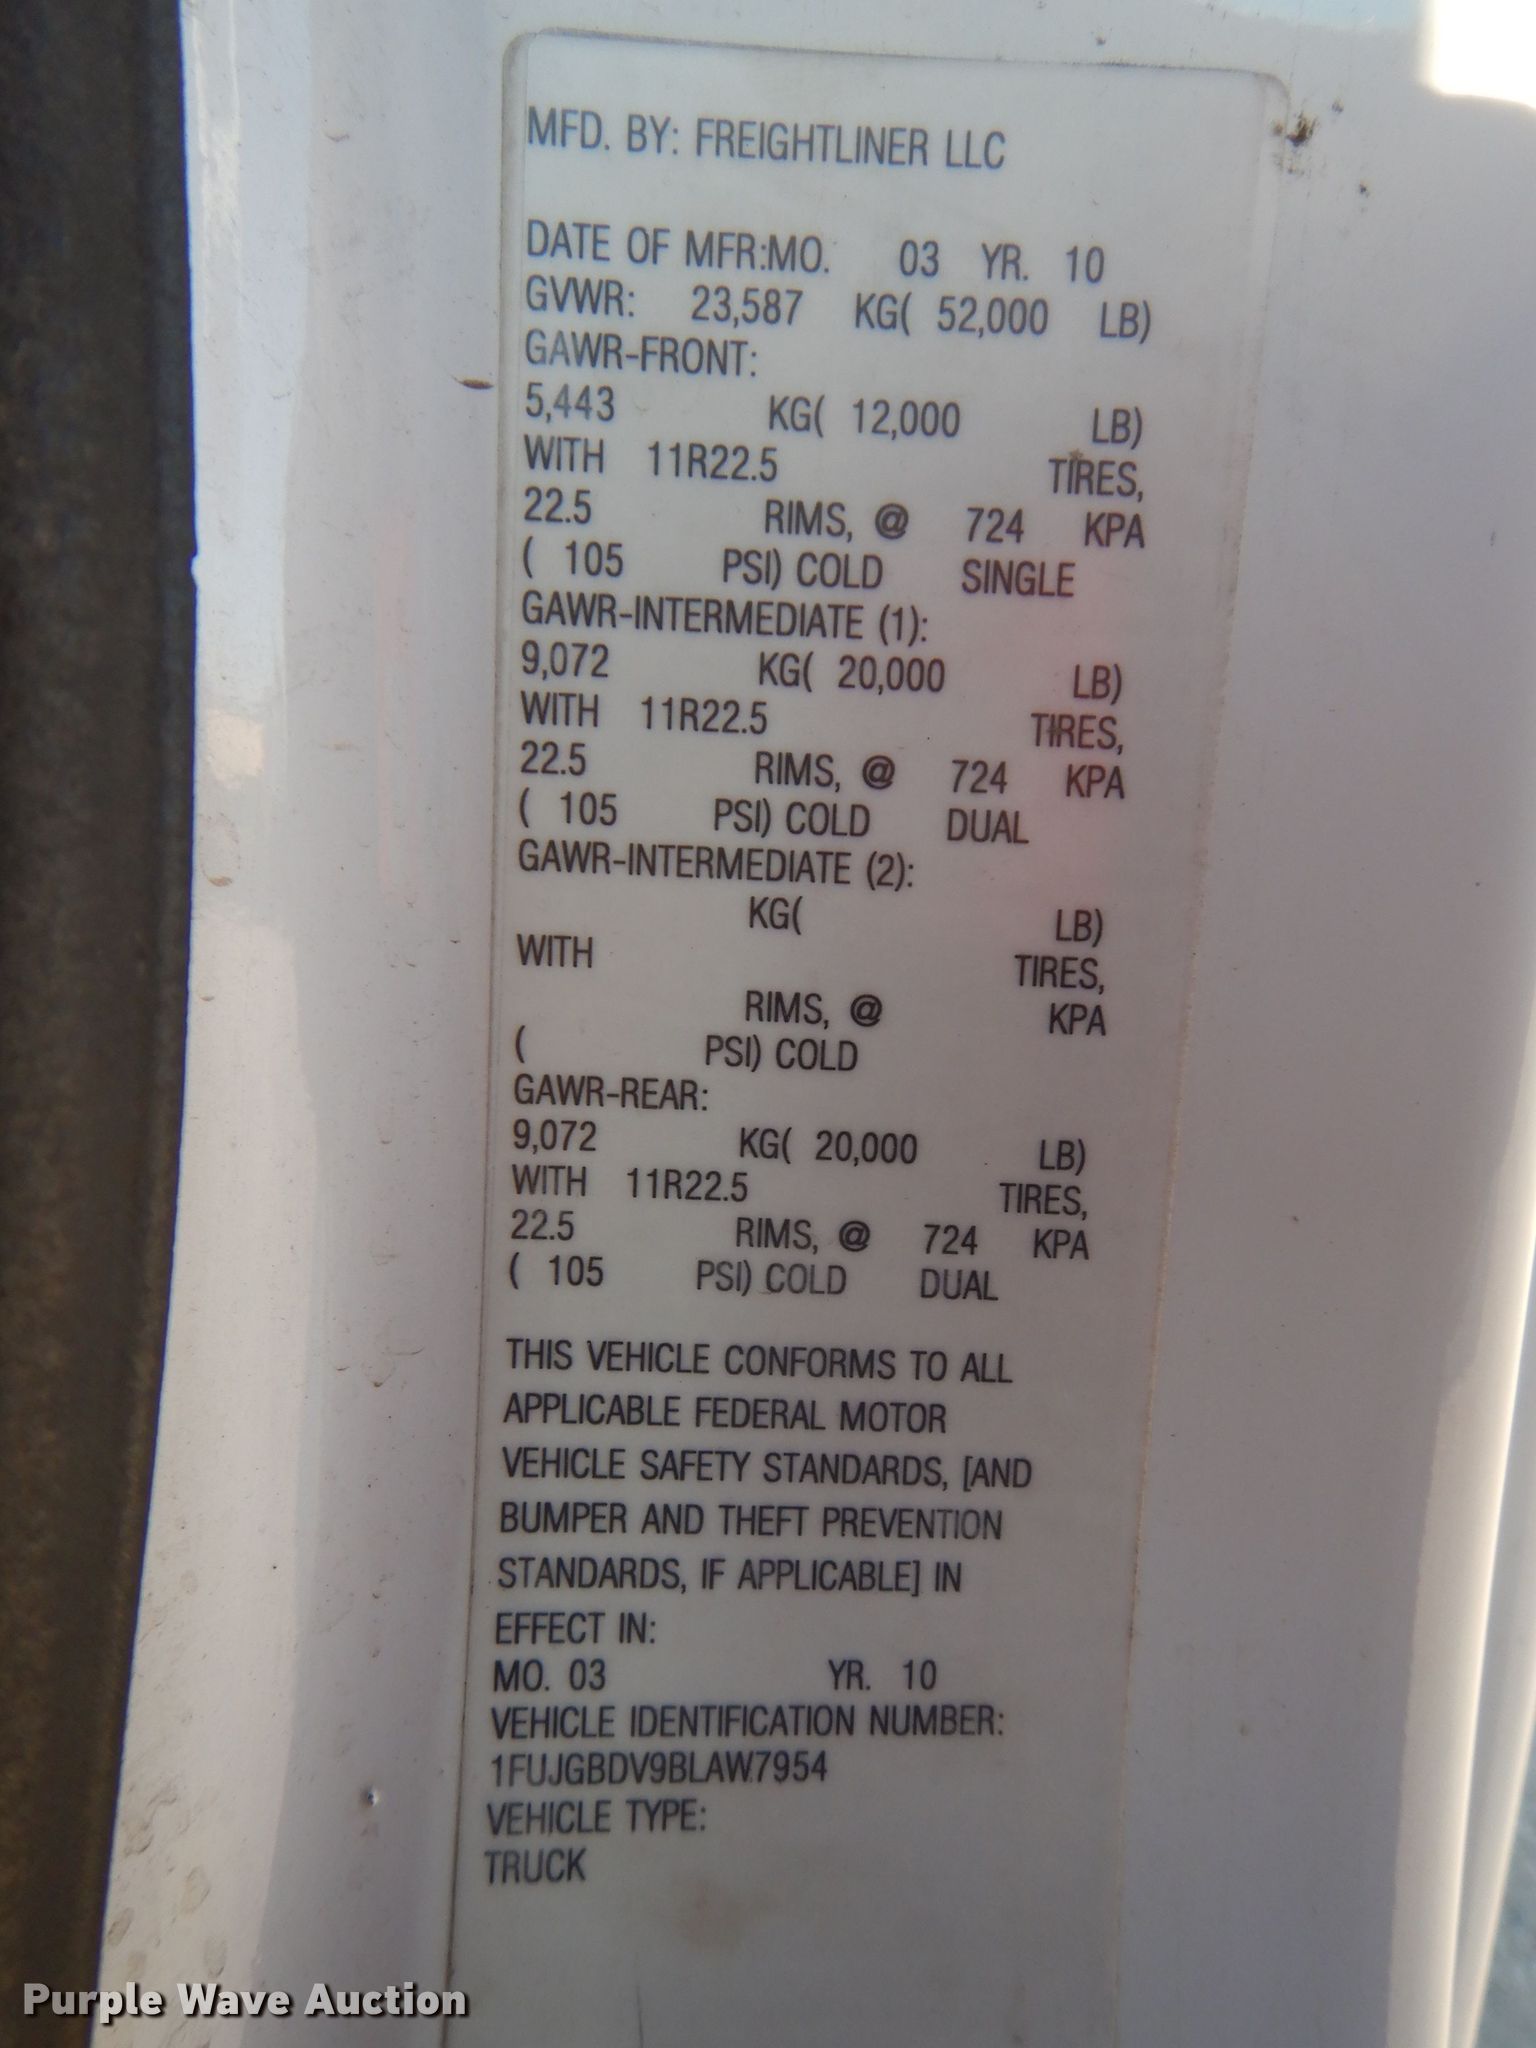 MFD. BY: FREIGHTLINER LLC
DATE OF MFR:MO. 03 YR. 10
GVWR: 23,587 KG( 52,000 LB)
GAWR-FRONT:
5,443 KG( 12,000 LB)
WITH 11R22.5 TIRES,
22.5 RIMS, @ 724 KPA
( 105 PSI) COLD SINGLE
GAWR-INTERMEDIATE (1):
9,072 KG( 20,000 LB)
WITH 11R22.5 TIRES,
22.5 RIMS, @ 724 KPA
( 105 PSI) COLD DUAL
GAWR-INTERMEDIATE (2):
KG( LB)
WITH TIRES,
RIMS, @ KPA
( PSI) COLD
GAWR-REAR:
9,072 KG( 20,000 LB)
WITH 11R22.5 TIRES,
22.5 RIMS, @ 724 KPA
( 105 PSI) COLD DUAL
THIS VEHICLE CONFORMS TO ALL
APPLICABLE FEDERAL MOTOR
VEHICLE SAFETY STANDARDS, [AND
BUMPER AND THEFT PREVENTION
STANDARDS, IF APPLICABLE] IN
EFFECT IN:
MO. 03 YR. 10
VEHICLE IDENTIFICATION NUMBER:
1FUJGBDV9BLAW7954
VEHICLE TYPE:
TRUCK
Purple Wave Auction